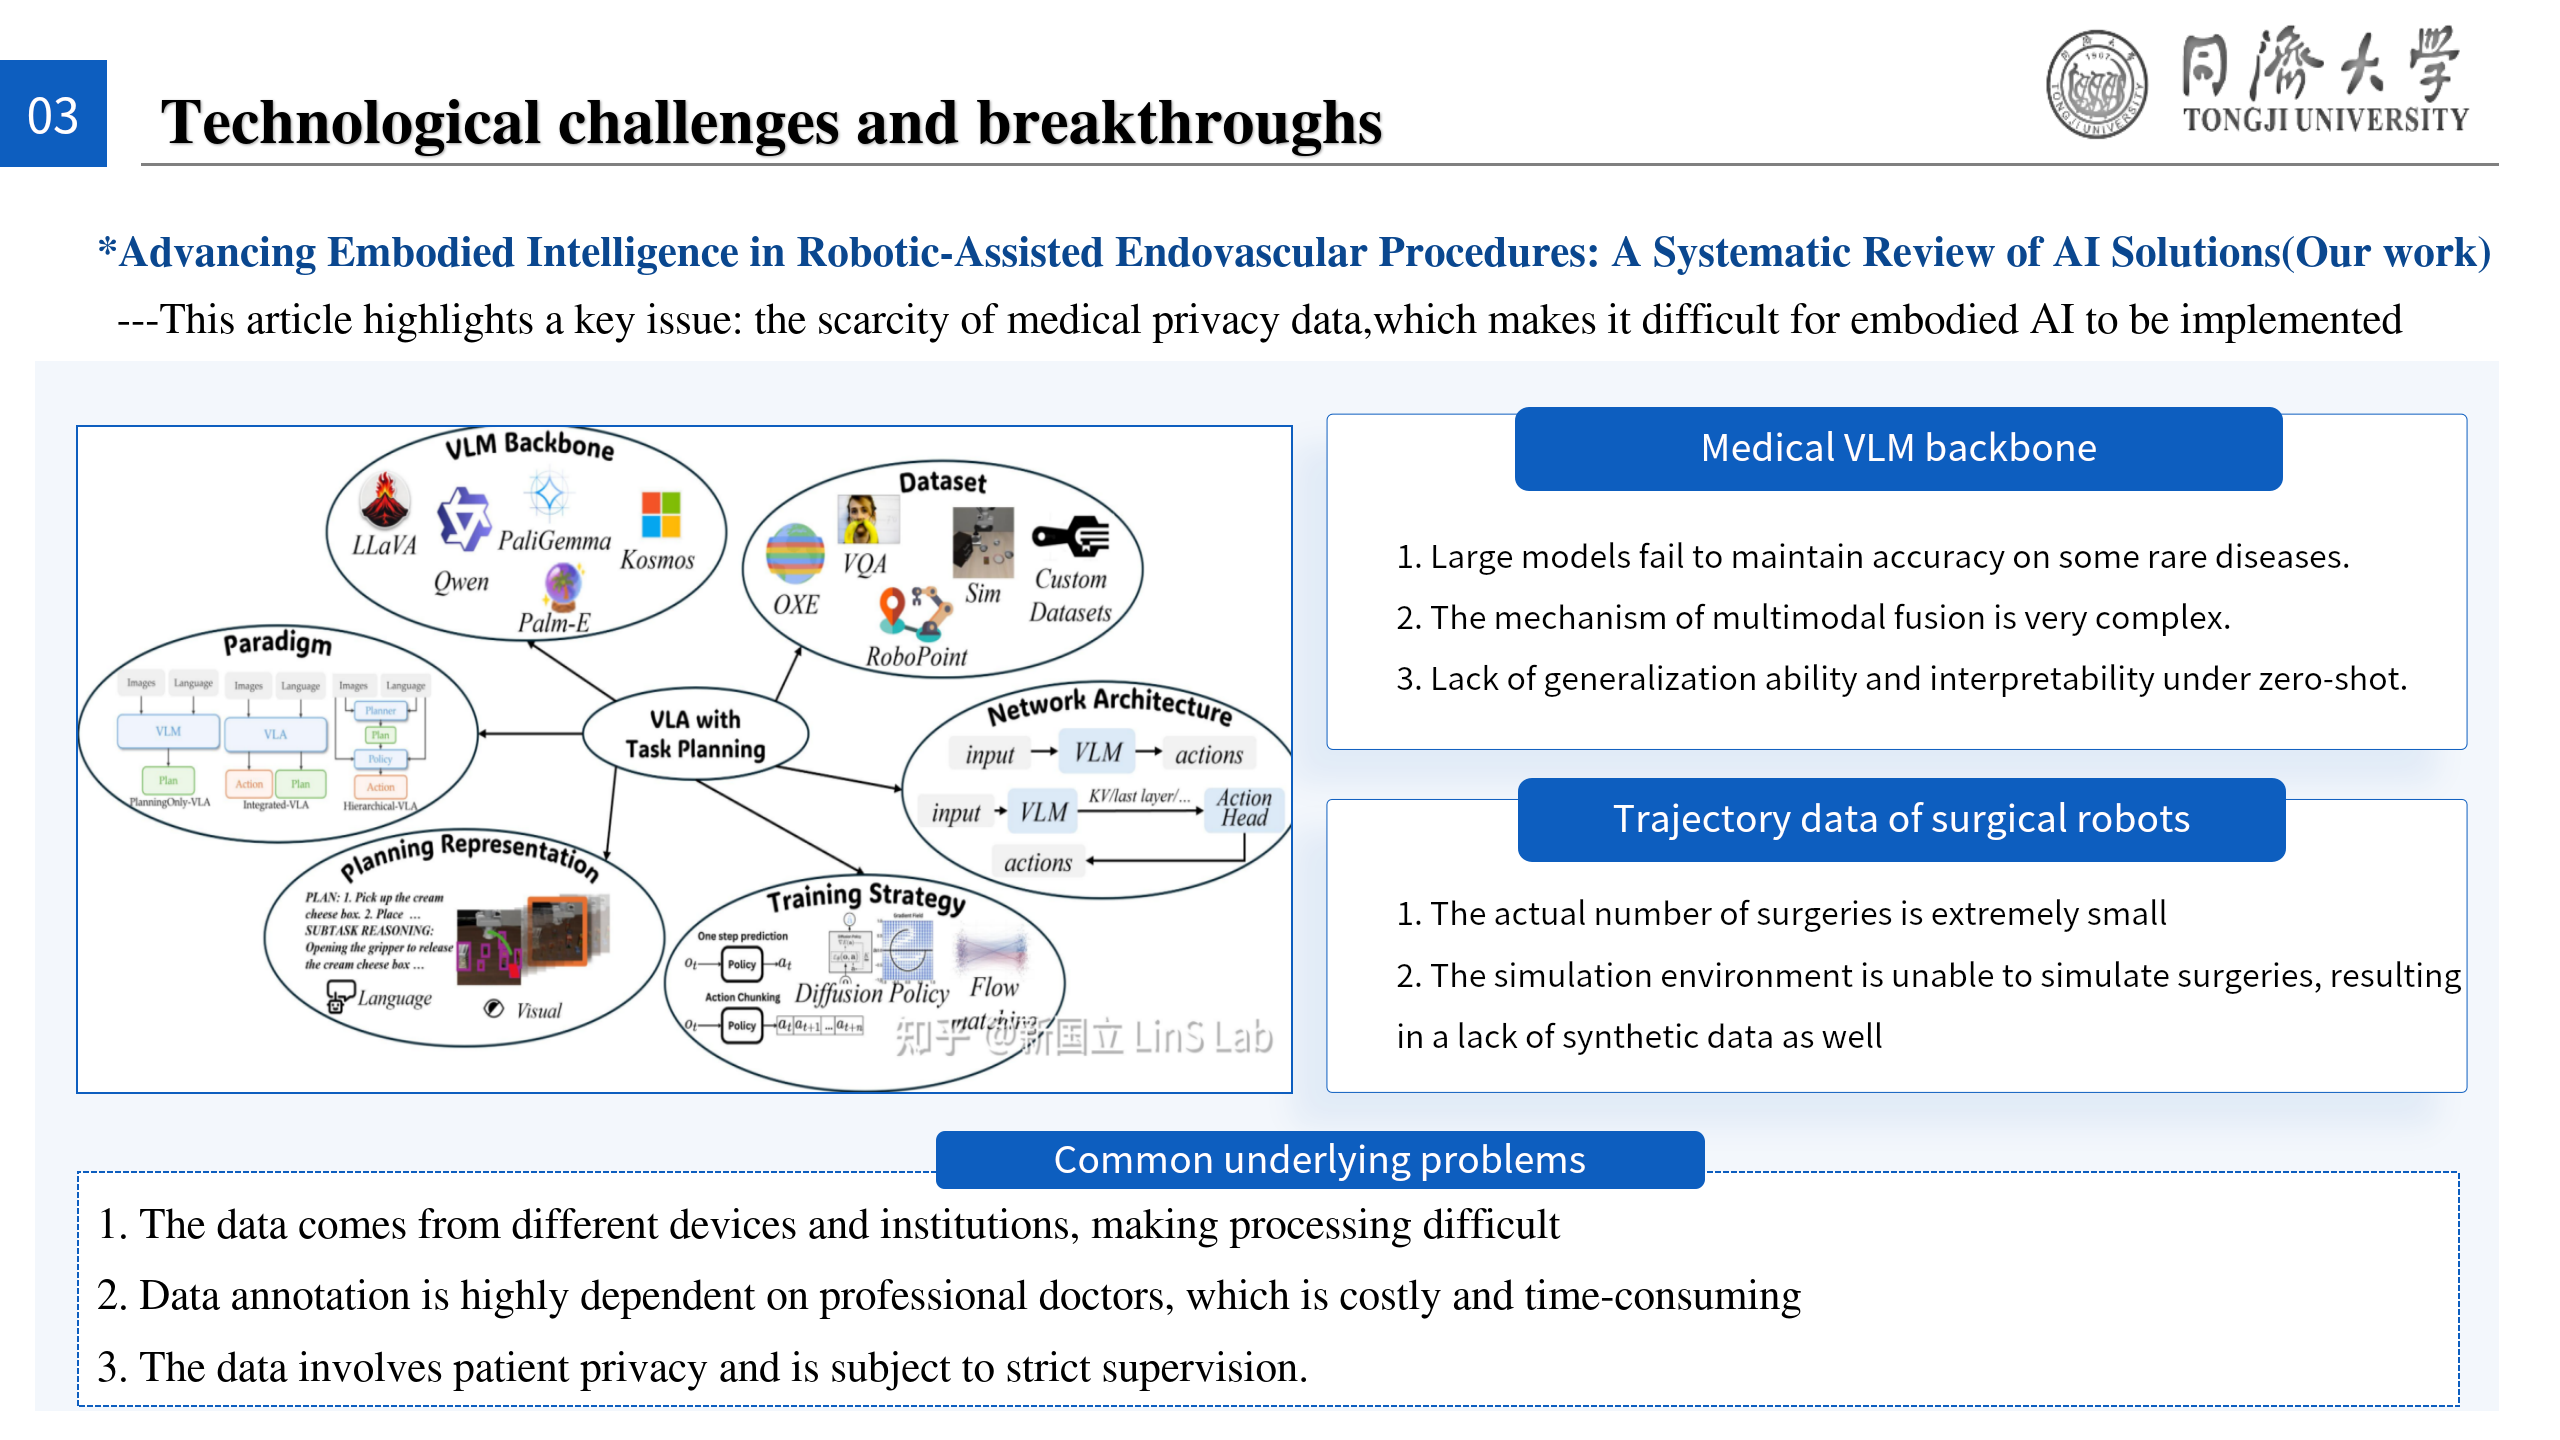 03
Technological challenges and breakthroughs
同濟大学
TONGJI UNIVERSITY
*Advancing Embodied Intelligence in Robotic-Assisted Endovascular Procedures: A Systematic Review of AI Solutions(Our work)
---This article highlights a key issue: the scarcity of medical privacy data,which makes it difficult for embodied AI to be implemented
VLM Backbone
LLaVA
Qwen
PaliGemma
Kosmos
Palm-E
Dataset
OXE
VQA
RoboPoint
Sim
Custom
Datasets
Paradigm
Images Language
VLM
Plan
PlanningOnly-VLA
Images Language
VLA
Action Plan
Integrated-VLA
Images Language
Planner
Plan
Policy
Action
Hierarchical-VLA
VLA with
Task Planning
Network Architecture
input VLM actions
input VLM KV/last layer/... Action
Head
actions
Planning Representation
PLAN: 1. Pick up the cream
cheese box. 2. Place ...
SUBTASK REASONING:
Opening the gripper to release
the cream cheese box ...
Language
Visual
Training Strategy
One step prediction
ot Policy at
Action Chunking
ot Policy at at+1 ... at+n
Gradient Field
Diffusion Policy
Flow
matching
知乎 @新国立 LinS Lab
Medical VLM backbone
1. Large models fail to maintain accuracy on some rare diseases.
2. The mechanism of multimodal fusion is very complex.
3. Lack of generalization ability and interpretability under zero-shot.
Trajectory data of surgical robots
1. The actual number of surgeries is extremely small
2. The simulation environment is unable to simulate surgeries, resulting
in a lack of synthetic data as well
Common underlying problems
1. The data comes from different devices and institutions, making processing difficult
2. Data annotation is highly dependent on professional doctors, which is costly and time-consuming
3. The data involves patient privacy and is subject to strict supervision.